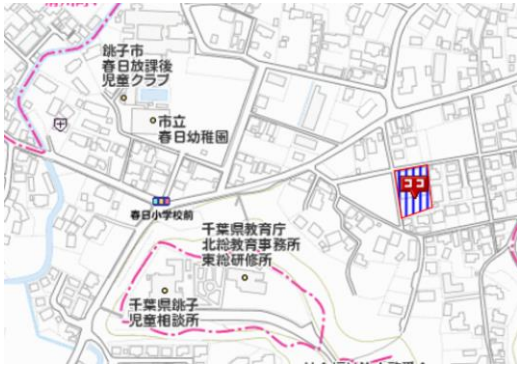 銚子市
春日放課後
児童クラブ
市立
春日幼稚園
春日小学校前
ココ
千葉県教育庁
北総教育事務所
東総研修所
千葉県銚子
児童相談所